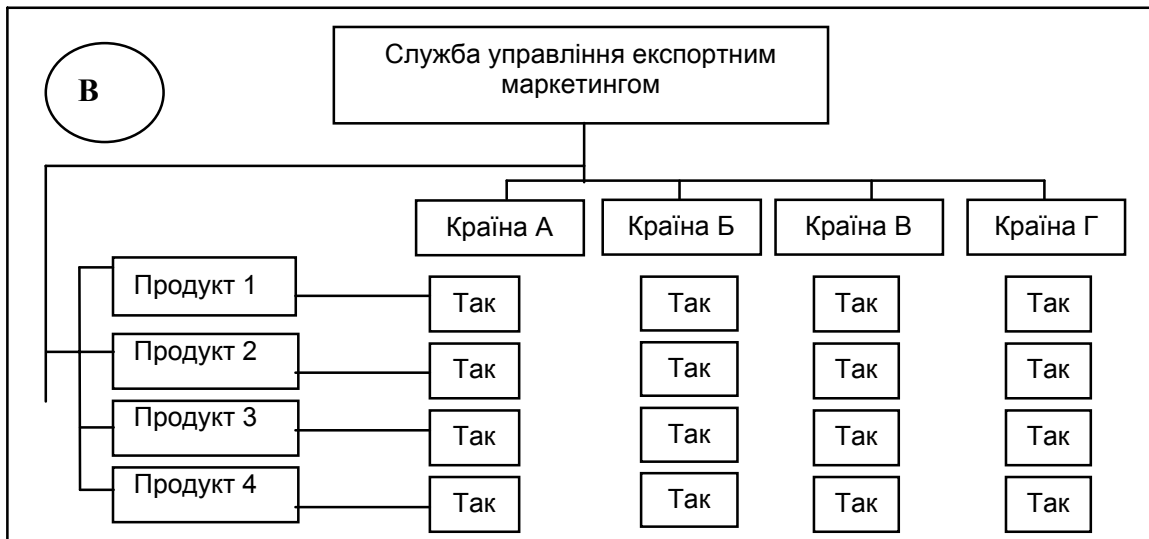 В
Служба управління експортним
маркетингом
Країна А
Країна Б
Країна В
Країна Г
Продукт 1
Так
Так
Так
Так
Продукт 2
Так
Так
Так
Так
Продукт 3
Так
Так
Так
Так
Продукт 4
Так
Так
Так
Так